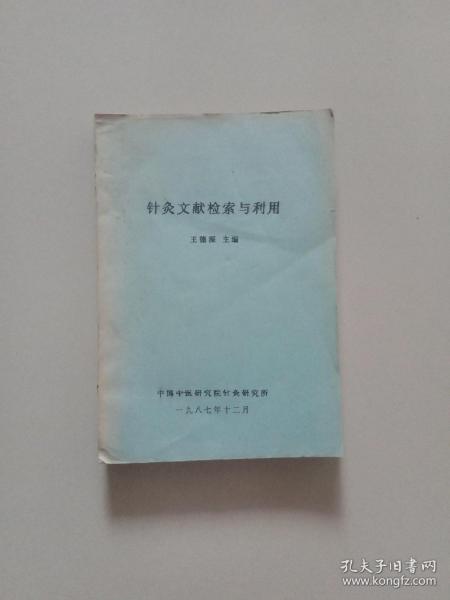 针灸文献检索与利用
王德深 主编
中国中医研究院针灸研究所
一九八七年十二月
孔夫子旧书网
www.kongfz.com